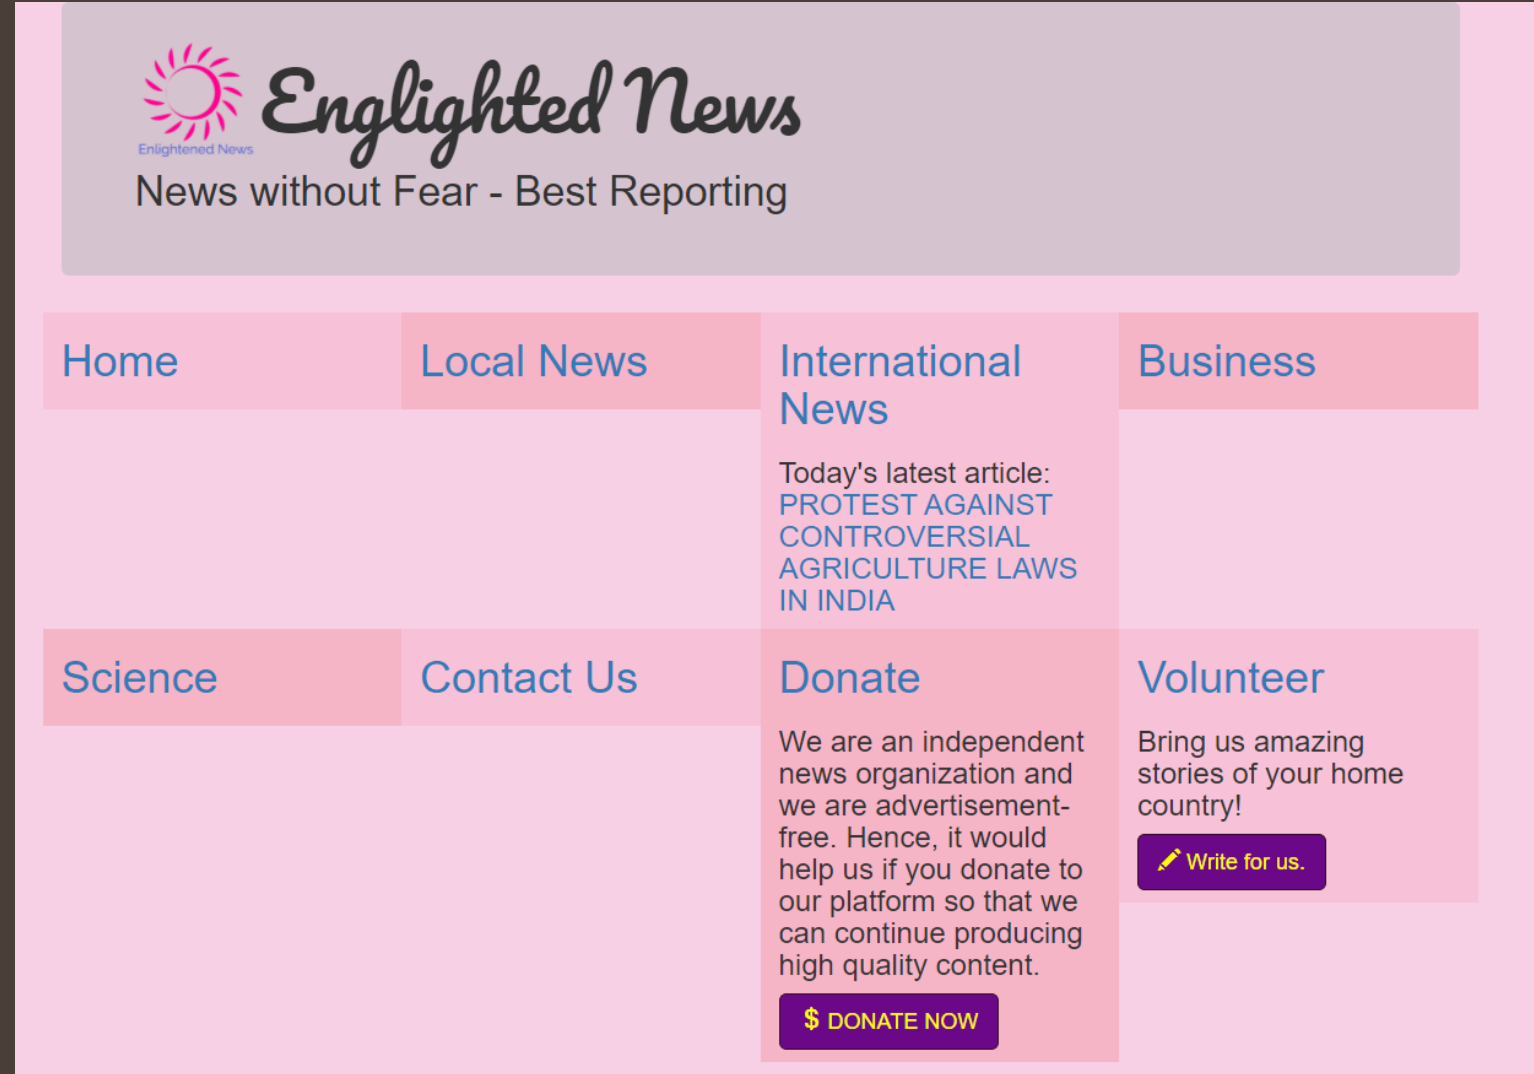 Englighted News
Enlightened News
News without Fear - Best Reporting
Home
Local News
International
News
Today's latest article:
PROTEST AGAINST
CONTROVERSIAL
AGRICULTURE LAWS
IN INDIA
Business
Science
Contact Us
Donate
We are an independent
news organization and
we are advertisement-
free. Hence, it would
help us if you donate to
our platform so that we
can continue producing
high quality content.
$ DONATE NOW
Volunteer
Bring us amazing
stories of your home
country!
Write for us.